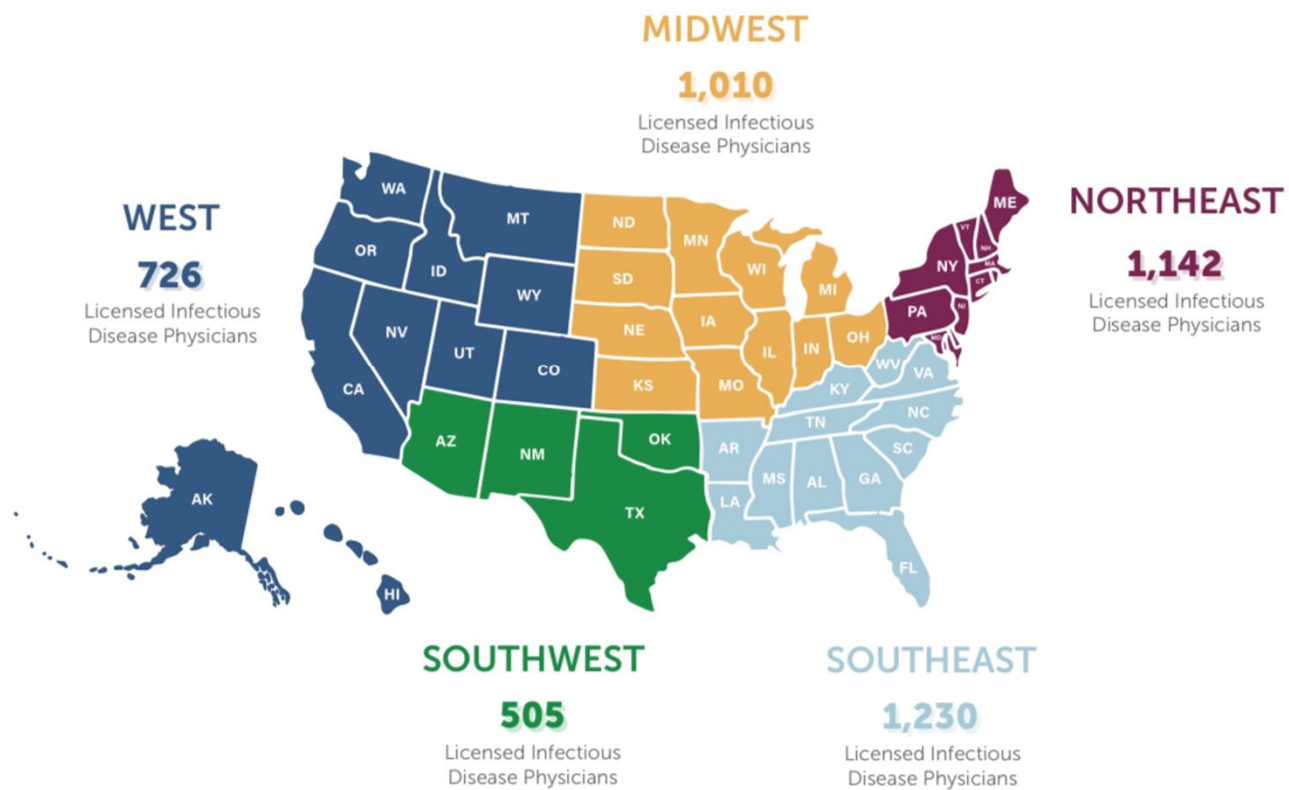 MIDWEST
1,010
Licensed Infectious
Disease Physicians
WEST
726
Licensed Infectious
Disease Physicians
NORTHEAST
1,142
Licensed Infectious
Disease Physicians
WA
MT
ND
MN
ME
VT
NH
OR
ID
SD
WI
MI
NY
MA
CT
WY
NE
IA
PA
NJ
NV
UT
CO
IL
IN
OH
MD
CA
KS
MO
KY
WV
VA
AZ
NM
OK
AR
TN
NC
SC
TX
LA
MS
AL
GA
FL
AK
HI
SOUTHWEST
505
Licensed Infectious
Disease Physicians
SOUTHEAST
1,230
Licensed Infectious
Disease Physicians